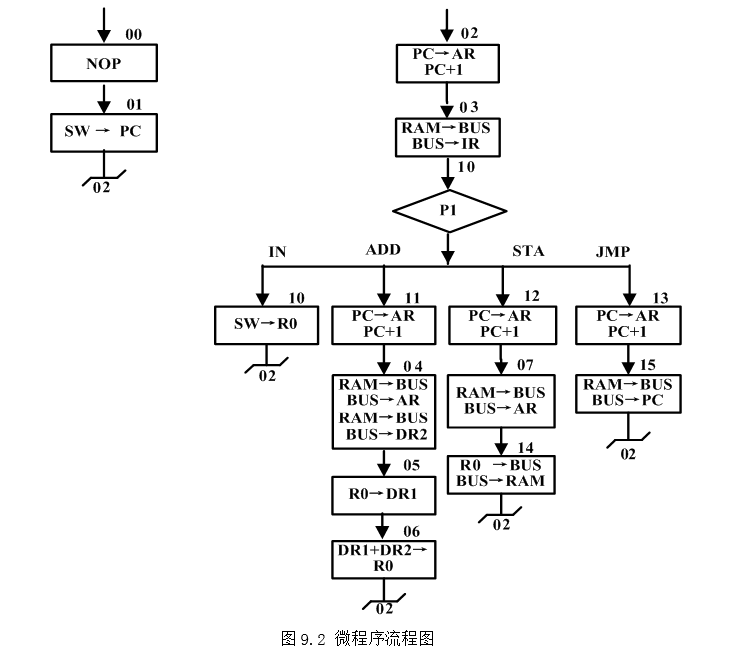 00
NOP
01
SW → PC
02
02
PC→AR
PC+1
03
RAM→BUS
BUS→IR
10
P1
IN
ADD
STA
JMP
10
SW→R0
02
11
PC→AR
PC+1
04
RAM→BUS
BUS→AR
RAM→BUS
BUS→DR2
05
R0→DR1
06
DR1+DR2→
R0
02
12
PC→AR
PC+1
07
RAM→BUS
BUS→AR
14
R0 →BUS
BUS→RAM
02
13
PC→AR
PC+1
15
RAM→BUS
BUS→PC
02
图9.2 微程序流程图